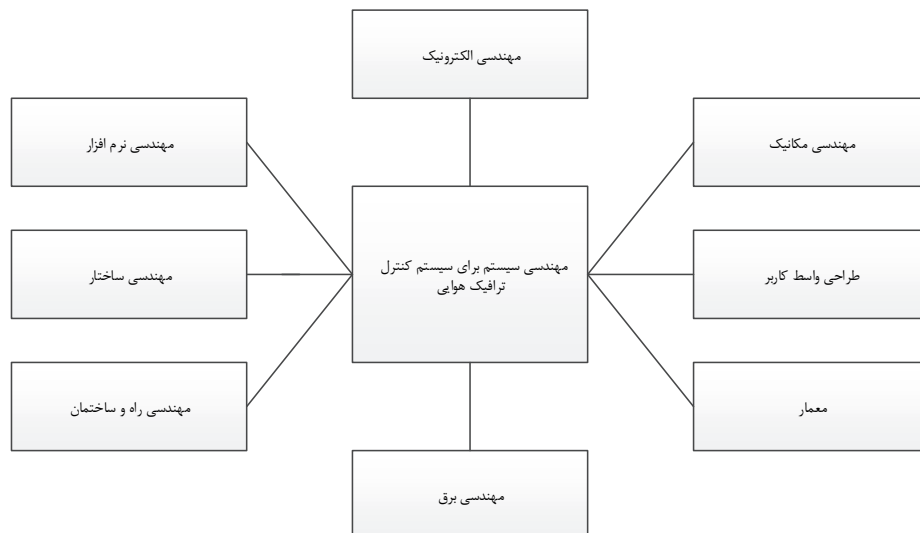 مهندسی الکترونیک
مهندسی مکانیک
مهندسی نرم افزار
مهندسی سیستم برای سیستم کنترل
ترافیک هوایی
طراحی واسط کاربر
مهندسی ساختار
معمار
مهندسی راه و ساختمان
مهندسی برق